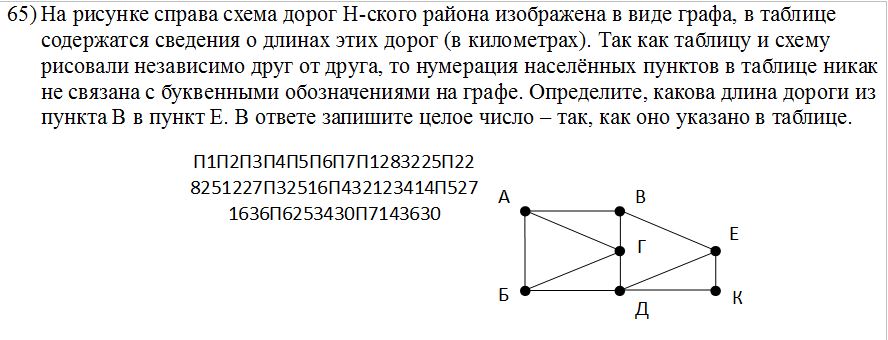 65) На рисунке справа схема дорог Н-ского района изображена в виде графа, в таблице
содержатся сведения о длинах этих дорог (в километрах). Так как таблицу и схему
рисовали независимо друг от друга, то нумерация населённых пунктов в таблице никак
не связана с буквенными обозначениями на графе. Определите, какова длина дороги из
пункта В в пункт Е. В ответе запишите целое число – так, как оно указано в таблице.
П1П2П3П4П5П6П7П1283225П22
8251227П32516П432123414П527
1636П6253430П7143630
А
В
Г
Е
Б
Д
К